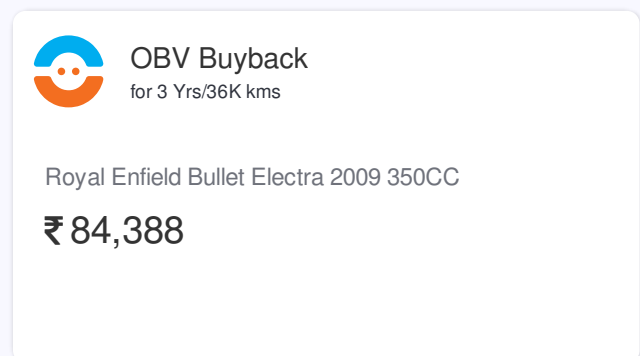 OBV Buyback
for 3 Yrs/36K kms
Royal Enfield Bullet Electra 2009 350CC
₹ 84,388